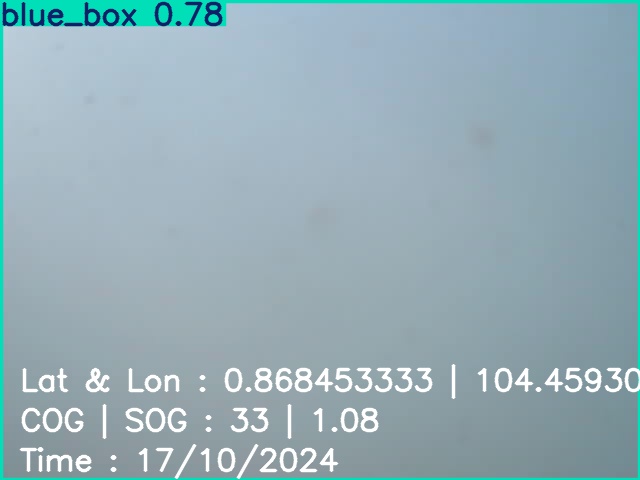 blue_box 0.78
Lat & Lon : 0.868453333 | 104.45930
COG | SOG : 33 | 1.08
Time : 17/10/2024